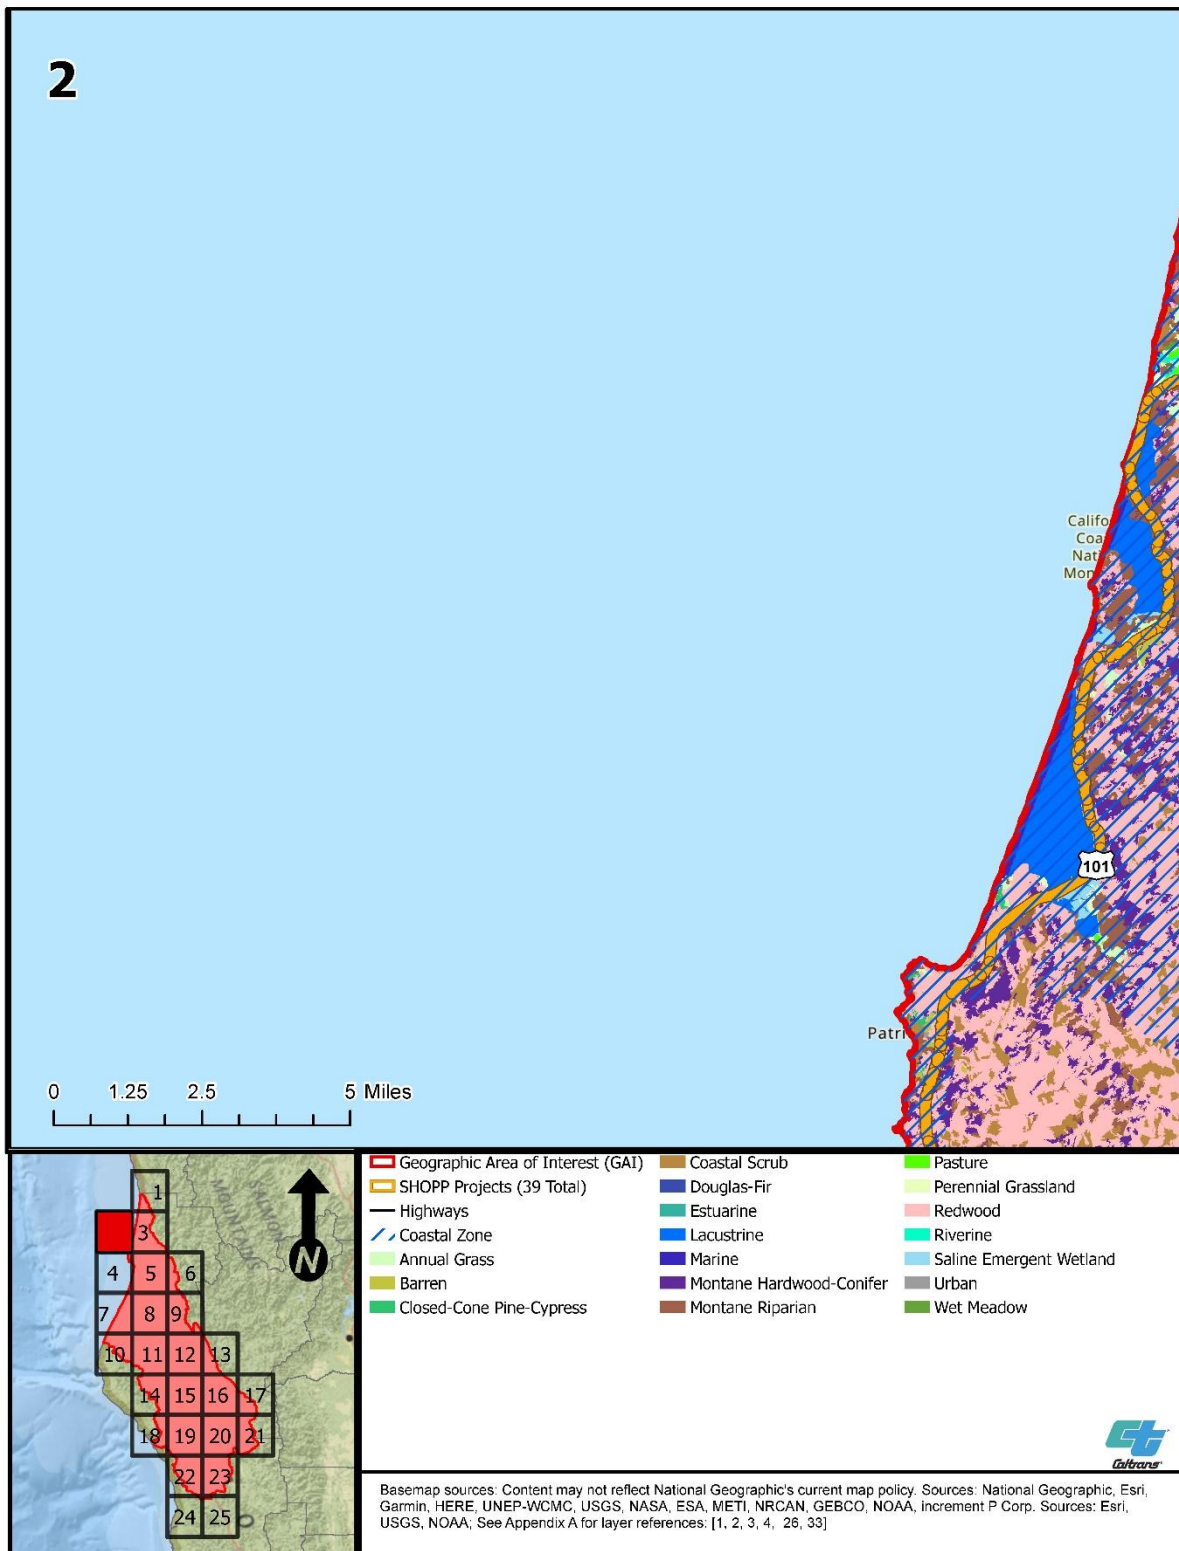 2
Califo
Coa
Nati
Mon
101
Patri
0 1.25 2.5 5 Miles
Geographic Area of Interest (GAI)
SHOPP Projects (39 Total)
Highways
Coastal Zone
Annual Grass
Barren
Closed-Cone Pine-Cypress
Coastal Scrub
Douglas-Fir
Estuarine
Lacustrine
Marine
Montane Hardwood-Conifer
Montane Riparian
Pasture
Perennial Grassland
Redwood
Riverine
Saline Emergent Wetland
Urban
Wet Meadow
SALMON
MOUNTAINS
N
1
3
4 5 6
7 8 9
10 11 12 13
14 15 16 17
18 19 20 21
22 23
24 25
ct
Caltrans
Basemap sources: Content may not reflect National Geographic's current map policy. Sources: National Geographic, Esri,
Garmin, HERE, UNEP-WCMC, USGS, NASA, ESA, METI, NRCAN, GEBCO, NOAA, increment P Corp. Sources: Esri,
USGS, NOAA; See Appendix A for layer references: [1, 2, 3, 4, 26, 33]